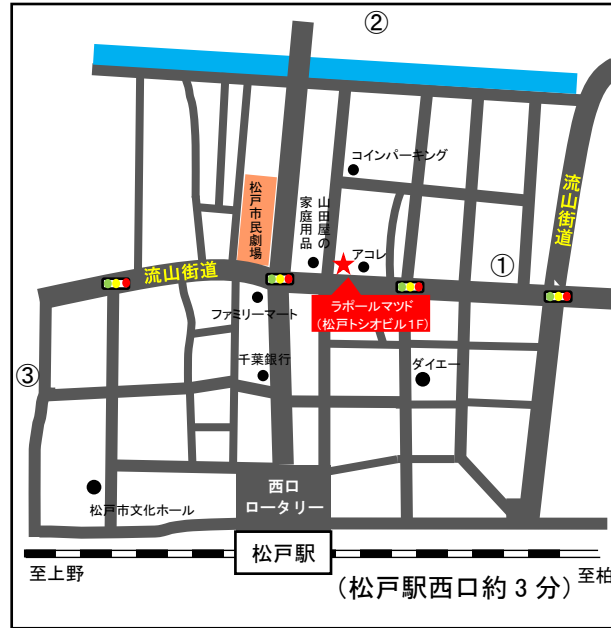 ②
コインパーキング
流山街道
松戸市民劇場
山田屋の
家庭用品
アコレ
①
流山街道
ラポールマツド
(松戸トシオビル1F)
ファミリーマート
千葉銀行
ダイエー
③
西口
ロータリー
松戸市文化ホール
松戸駅
至上野
至柏
(松戸駅西口約3分)